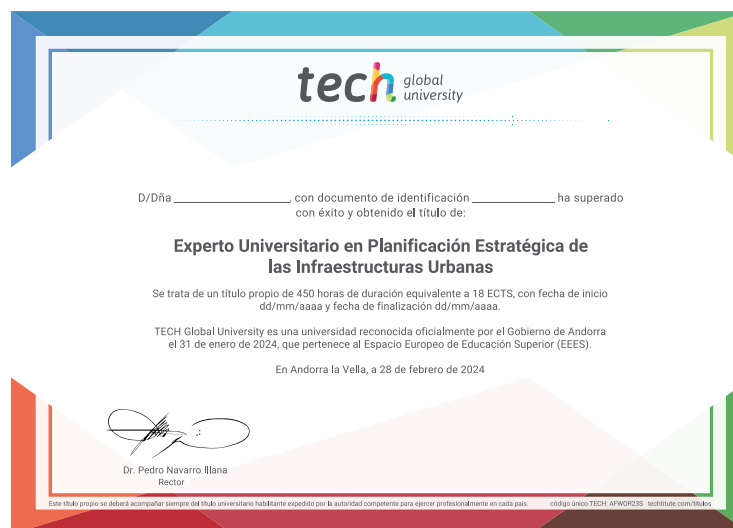 tech global university
D/Dña ____________________, con documento de identificación ______________ ha superado
con éxito y obtenido el título de:
Experto Universitario en Planificación Estratégica de
las Infraestructuras Urbanas
Se trata de un título propio de 450 horas de duración equivalente a 18 ECTS, con fecha de inicio
dd/mm/aaaa y fecha de finalización dd/mm/aaaa.
TECH Global University es una universidad reconocida oficialmente por el Gobierno de Andorra
el 31 de enero de 2024, que pertenece al Espacio Europeo de Educación Superior (EEES).
En Andorra la Vella, a 28 de febrero de 2024
Dr. Pedro Navarro Illana
Rector
Este título propio se deberá acompañar siempre del título universitario habilitante expedido por la autoridad competente para ejercer profesionalmente en cada país. código único TECH: AFWOR23S techtitute.com/titulos